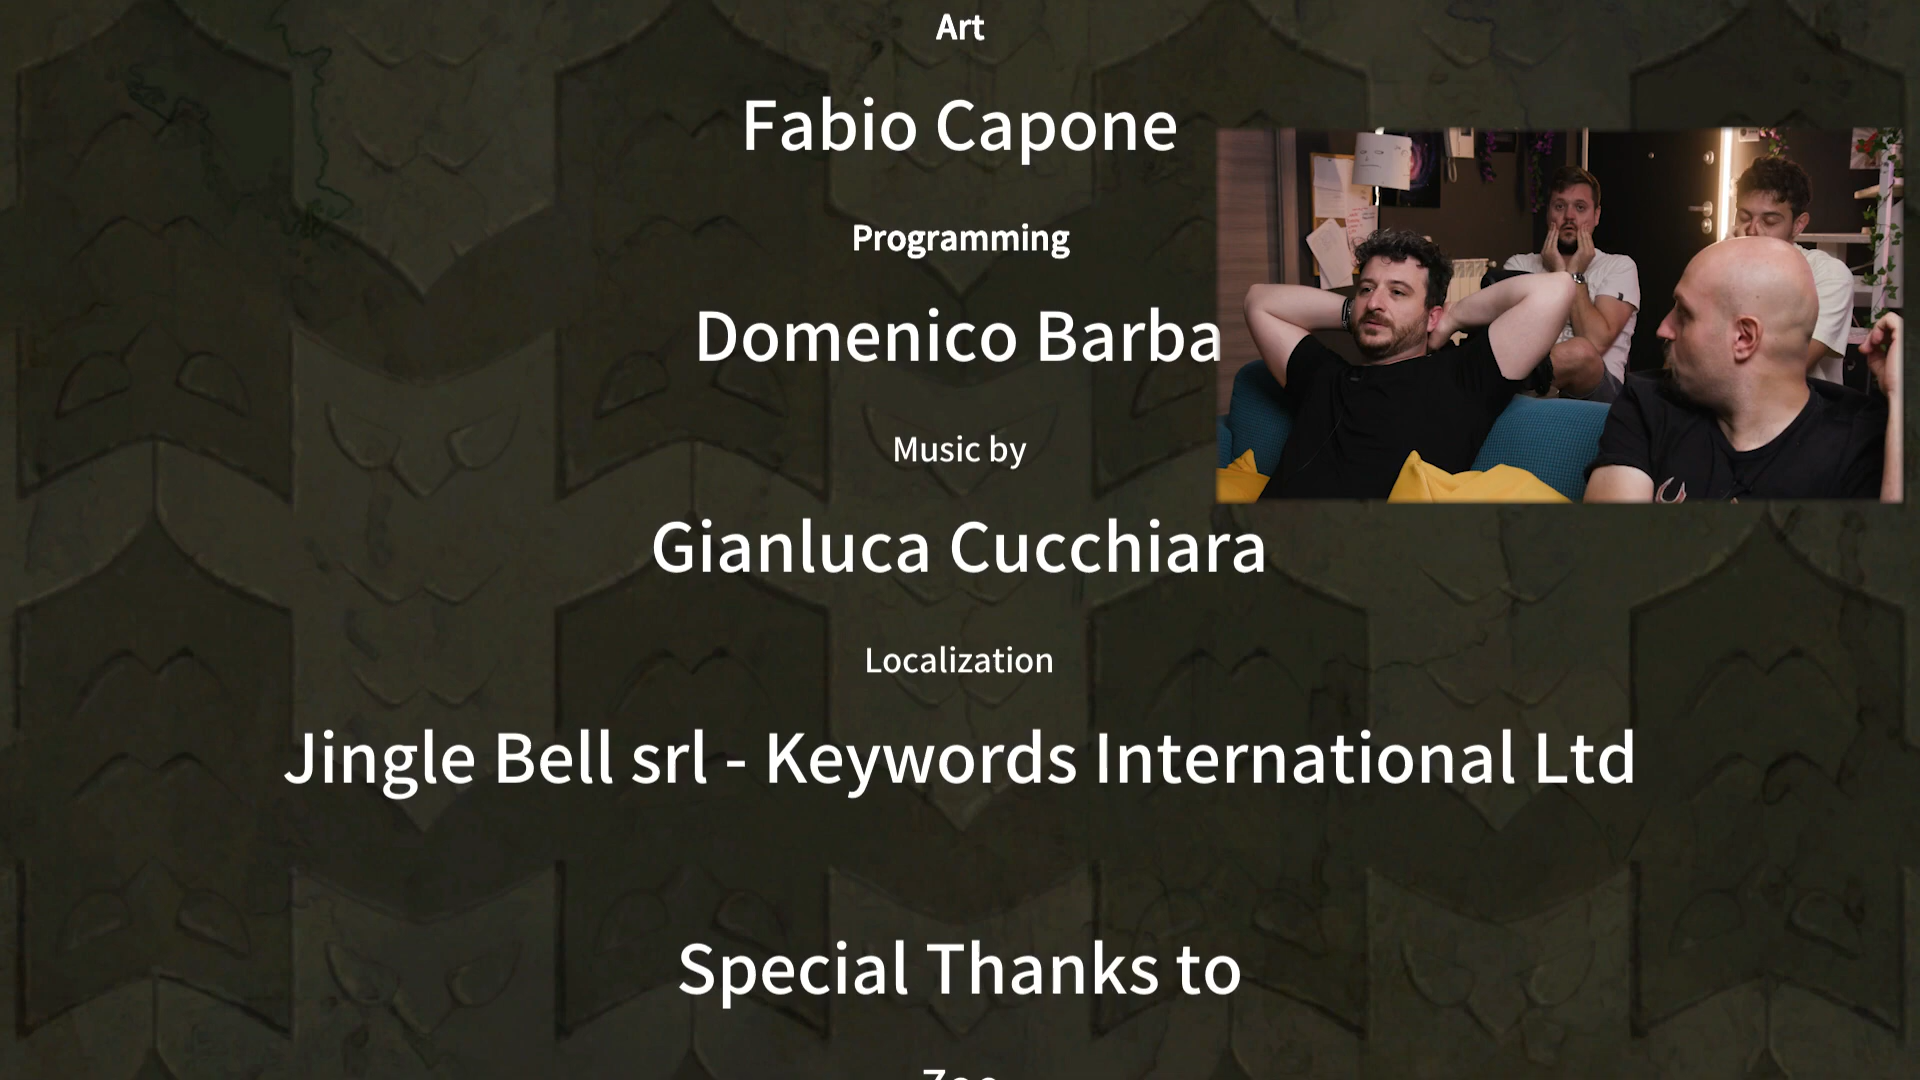 Art
Fabio Capone
Programming
Domenico Barba
Music by
Gianluca Cucchiara
Localization
Jingle Bell srl - Keywords International Ltd
Special Thanks to